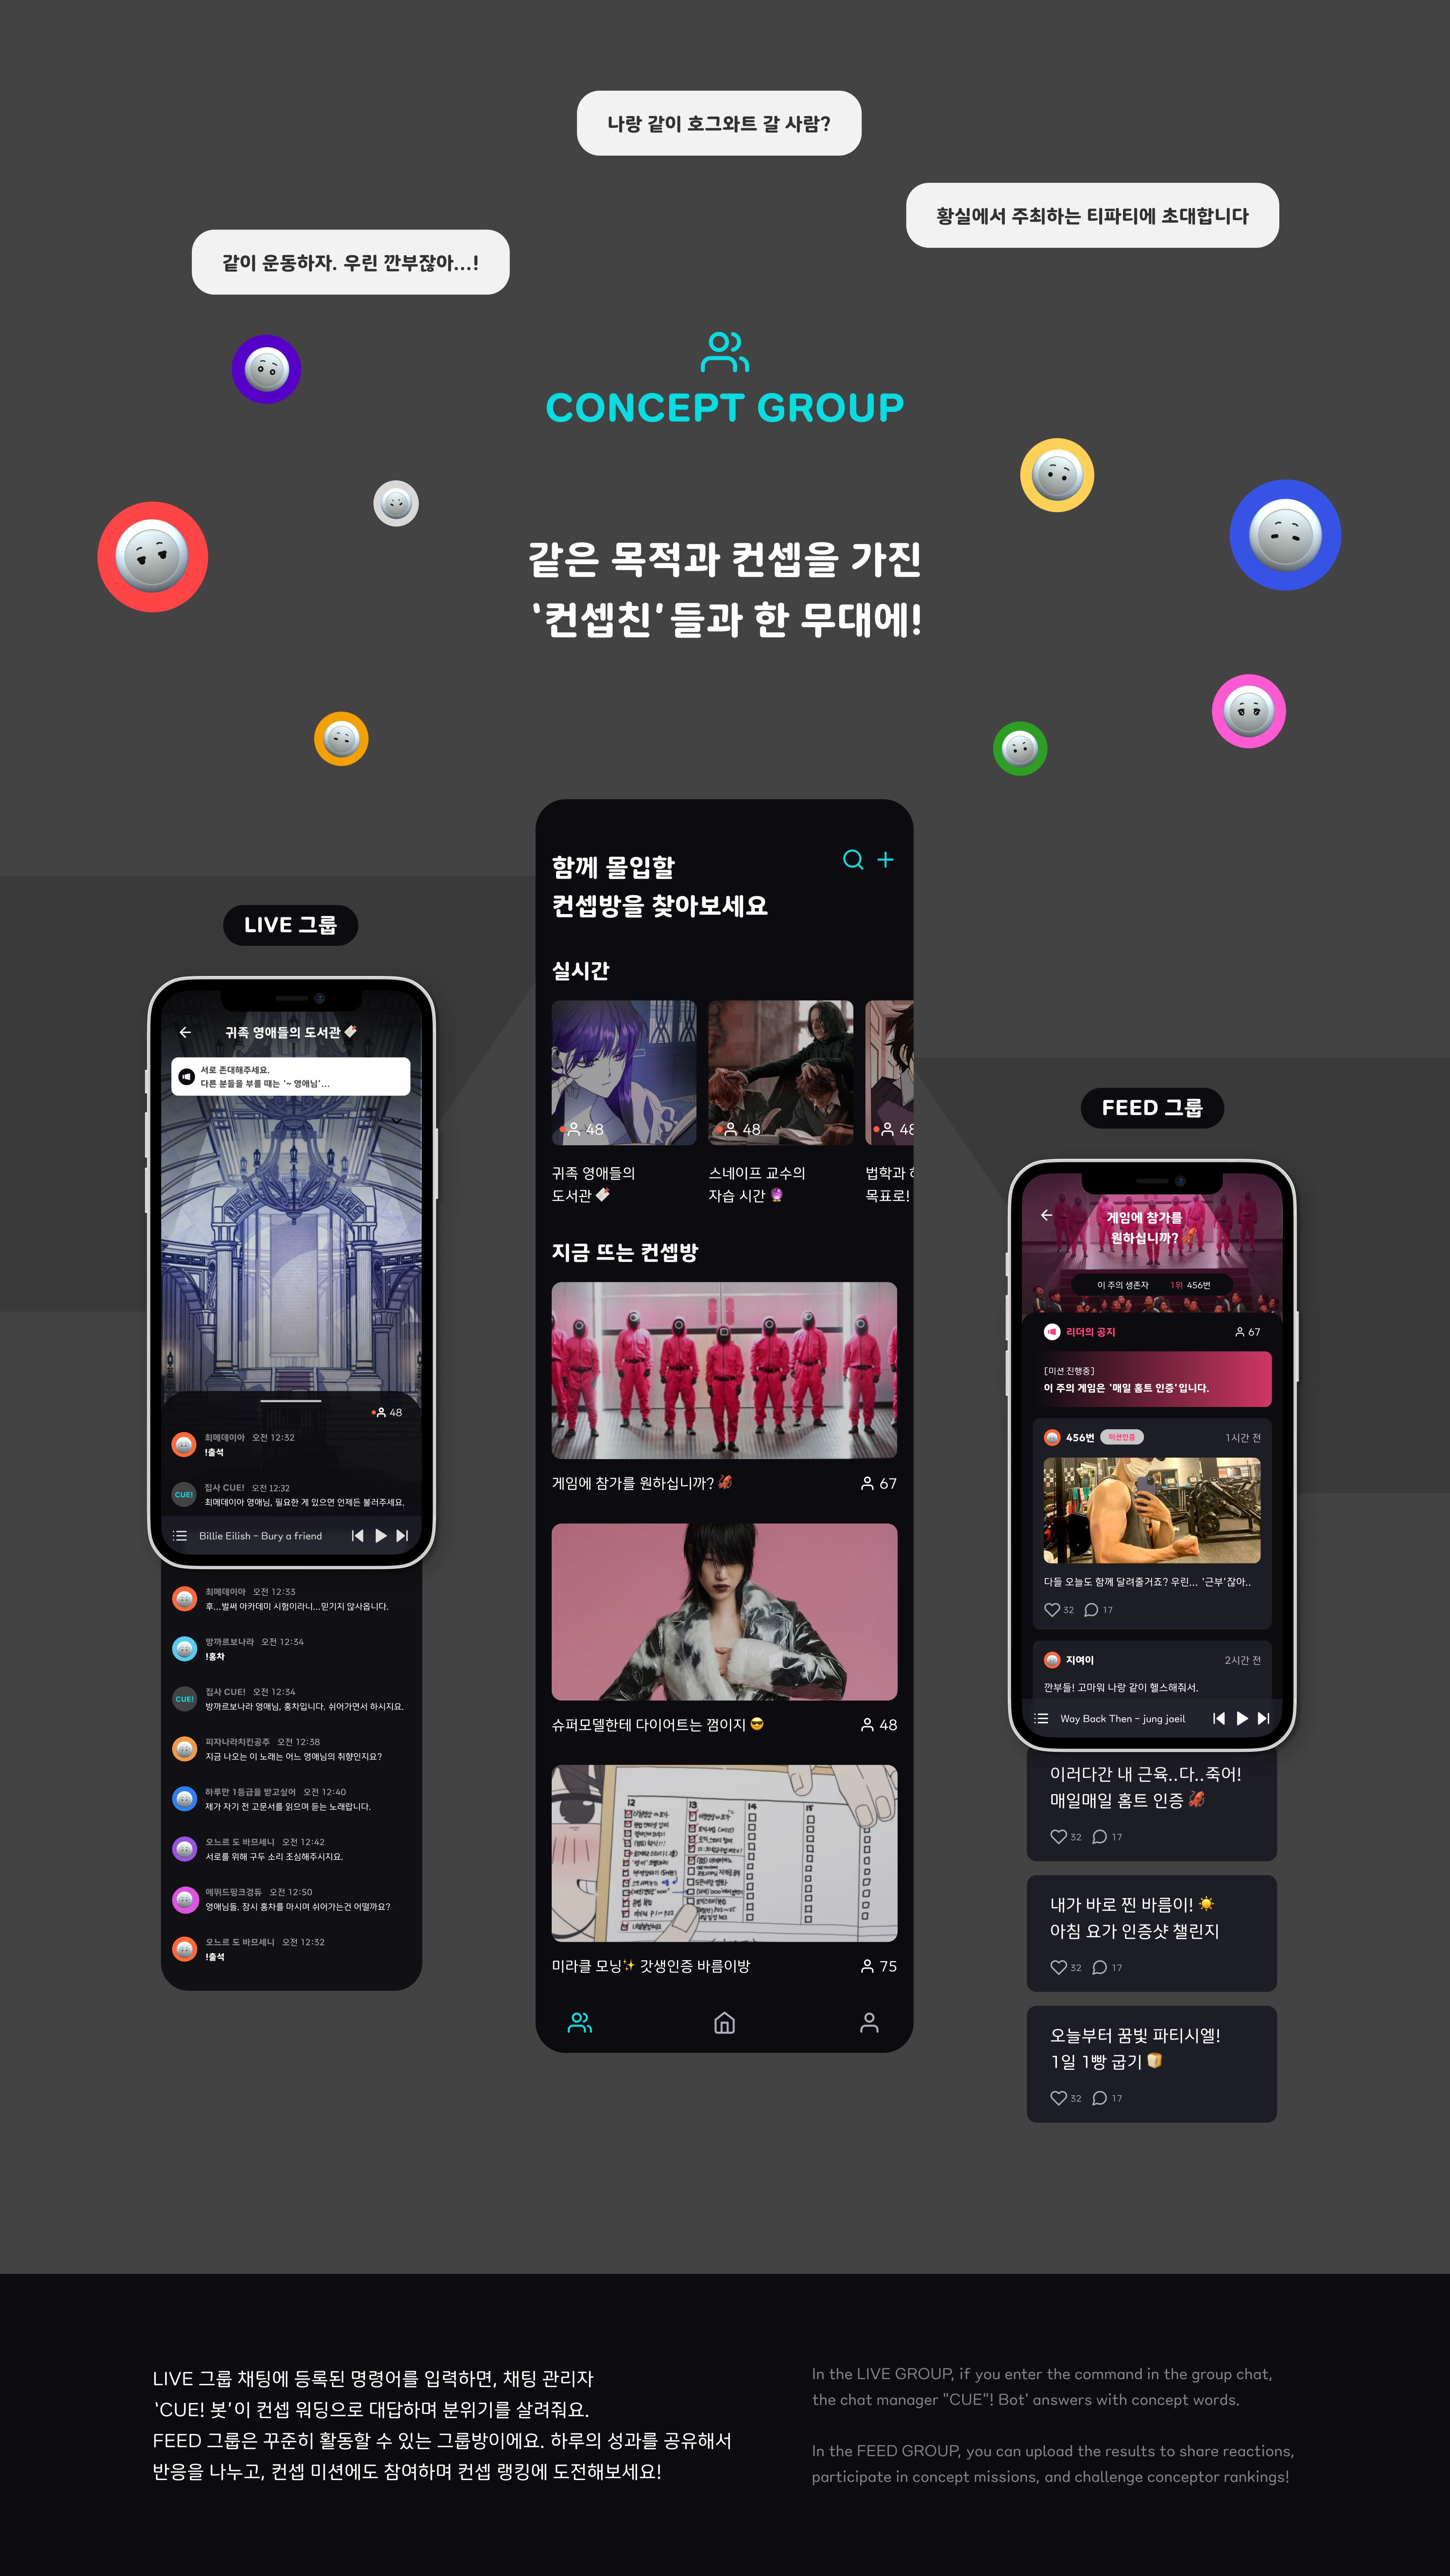 나랑 같이 호그와트 갈 사람?
황실에서 주최하는 티파티에 초대합니다
같이 운동하자. 우린 깐부잖아...!
CONCEPT GROUP
같은 목적과 컨셉을 가진
'컨셉친'들과 한 무대에!
함께 몰입할
컨셉방을 찾아보세요
실시간
48
48
48
귀족 영애들의
도서관
스네이프 교수의
자습 시간
법학과
목표로!
지금 뜨는 컨셉방
게임에 참가를 원하십니까?
67
슈퍼모델한테 다이어트는 껌이지
48
12
13
14
15
미라클 모닝✨ 갓생인증 바름이방
75
LIVE 그룹
귀족 영애들의 도서관
서로 존대해주세요.
다른 분들을 부를 때는 '~ 영애님'...
48
최메데이아 오전 12:32
!출석
CUE!
집사 CUE! 오전 12:32
최메데이아 영애님, 필요한 게 있으면 언제든 불러주세요.
Billie Eilish - Bury a friend
최메데이아 오전 12:33
후...벌써 아카데미 시험이라니...믿기지 않사옵니다.
방까르보나라 오전 12:34
!홍차
CUE!
집사 CUE! 오전 12:34
방까르보나라 영애님, 홍차입니다. 쉬어가면서 하시지요.
피자나라치킨공주 오전 12:38
지금 나오는 이 노래는 어느 영애님의 취향인지요?
하루만 1등급을 받고싶어 오전 12:40
제가 자기 전 고문서를 읽으며 듣는 노래랍니다.
오느르 도 바쁘세니 오전 12:42
서로를 위해 구두 소리 조심해주시지요.
에뛰드핑크검듀 오전 12:50
영애님들. 잠시 홍차를 마시며 쉬어가는건 어떨까요?
오느르 도 바쁘세니 오전 12:32
!출석
FEED 그룹
게임에 참가를
원하십니까?
이 주의 생존자 1위 456번
리더의 공지
67
[미션 진행중]
이 주의 게임은 '매일 홈트 인증'입니다.
456번 미션인증 1시간 전
다들 오늘도 함께 달려줄거죠? 우린... '근부'잖아..
32 17
지여이 2시간 전
깐부들! 고마워 나랑 같이 헬스해줘서.
Way Back Then - jung jaeil
이러다간 내 근육..다..죽어!
매일매일 홈트 인증
32 17
내가 바로 찐 바름이!
아침 요가 인증샷 챌린지
32 17
오늘부터 꿈빛 파티시엘!
1일 1빵 굽기
32 17
LIVE 그룹 채팅에 등록된 명령어를 입력하면, 채팅 관리자
'CUE! 봇'이 컨셉 워딩으로 대답하며 분위기를 살려줘요.
FEED 그룹은 꾸준히 활동할 수 있는 그룹방이에요. 하루의 성과를 공유해서
반응을 나누고, 컨셉 미션에도 참여하며 컨셉 랭킹에 도전해보세요!
In the LIVE GROUP, if you enter the command in the group chat,
the chat manager "CUE"! Bot' answers with concept words.
In the FEED GROUP, you can upload the results to share reactions,
participate in concept missions, and challenge conceptor rankings!